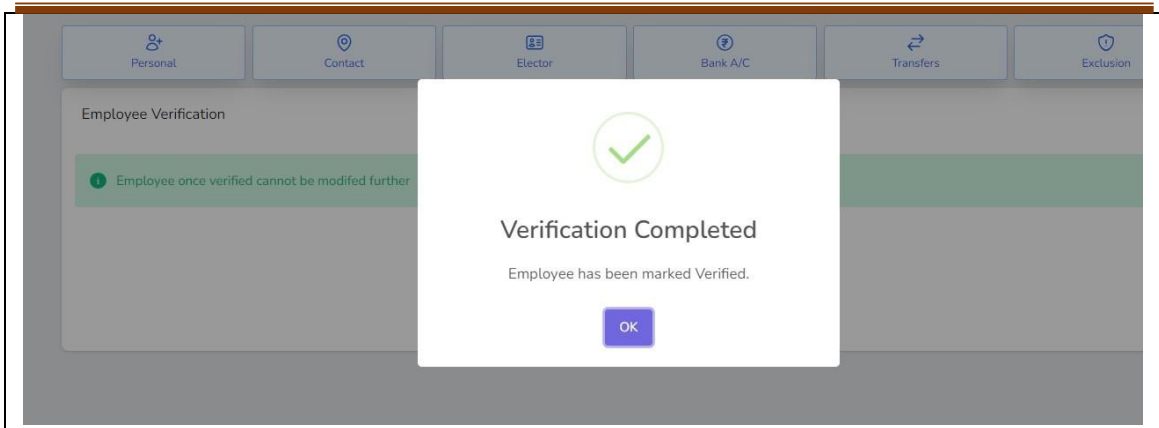 Personal
Contact
Elector
Bank A/C
Transfers
Exclusion
Employee Verification
Employee once verified cannot be modifed further
Verification Completed
Employee has been marked Verified.
OK